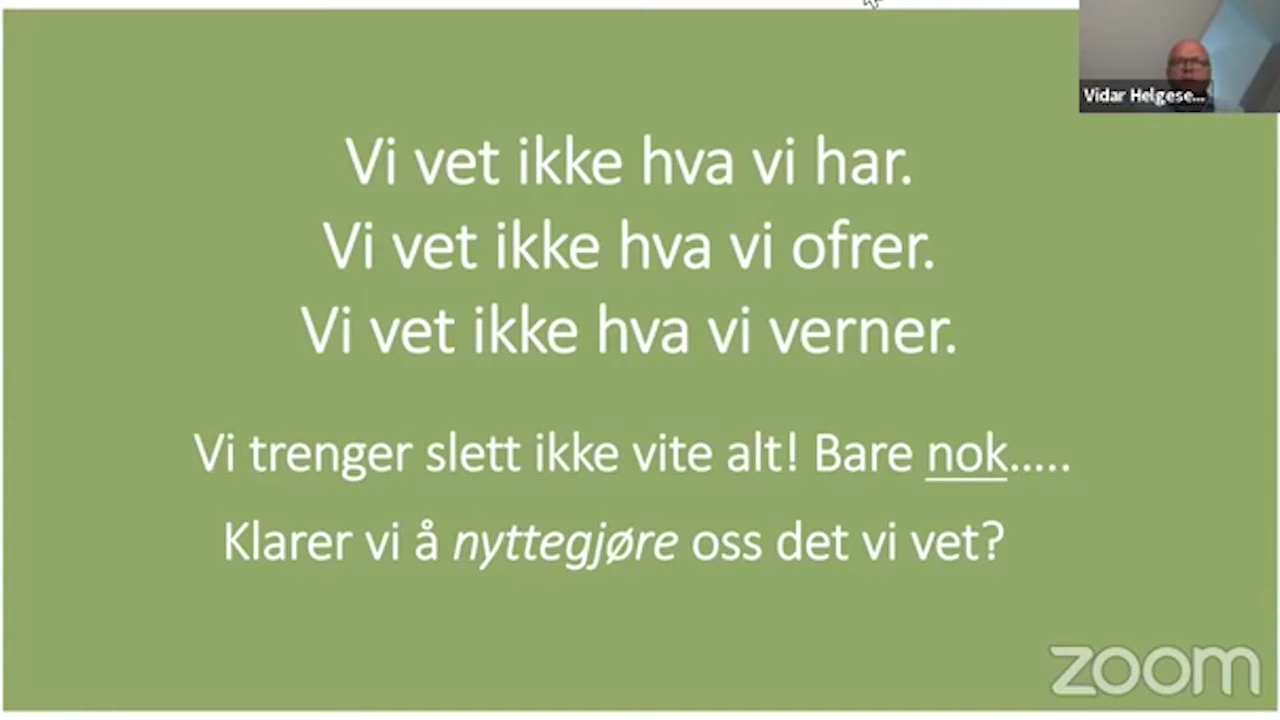 Vidar Helgese...
Vi vet ikke hva vi har.
Vi vet ikke hva vi ofrer.
Vi vet ikke hva vi verner.
Vi trenger slett ikke vite alt! Bare nok.....
Klarer vi å nyttegjøre oss det vi vet?
zoom